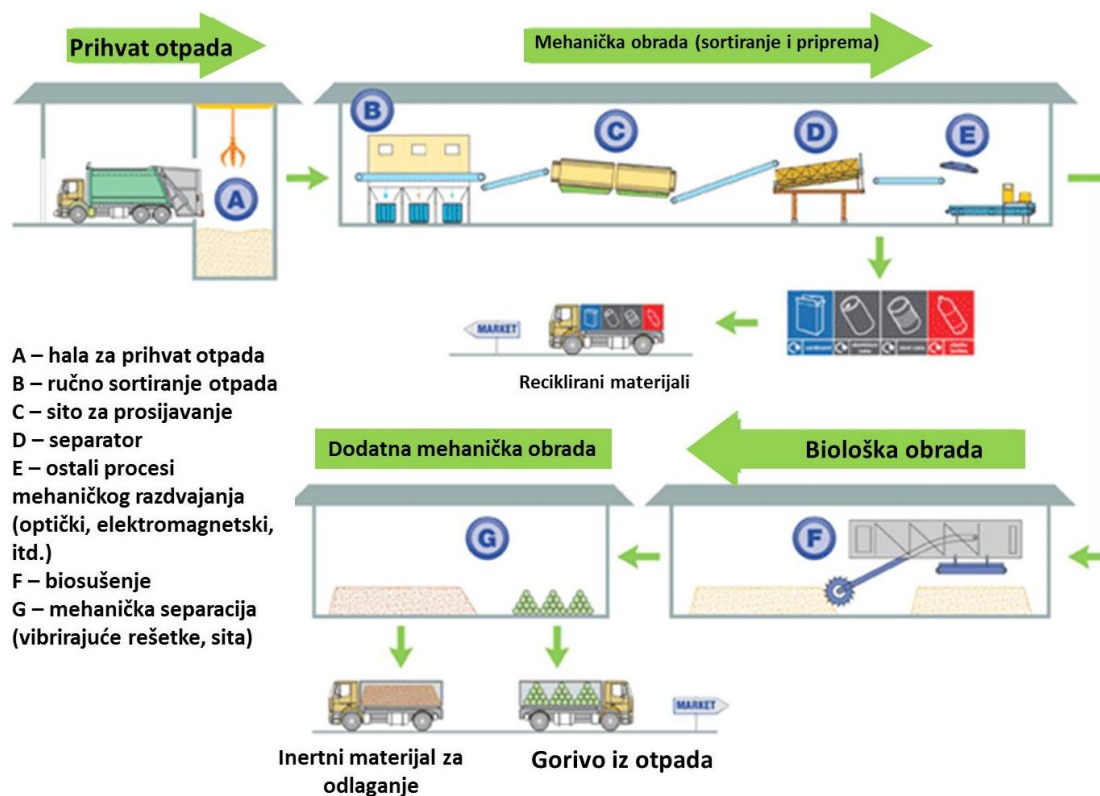 Prihvat otpada
Mehanička obrada (sortiranje i priprema)
A
B
C
D
E
MARKET
Reciklirani materijali
A – hala za prihvat otpada
B – ručno sortiranje otpada
C – sito za prosijavanje
D – separator
E – ostali procesi
mehaničkog razdvajanja
(optički, elektromagnetski,
itd.)
F – biosušenje
G – mehanička separacija
(vibrirajuće rešetke, sita)
Dodatna mehanička obrada
Biološka obrada
G
F
MARKET
Inertni materijal za
odlaganje
Gorivo iz otpada